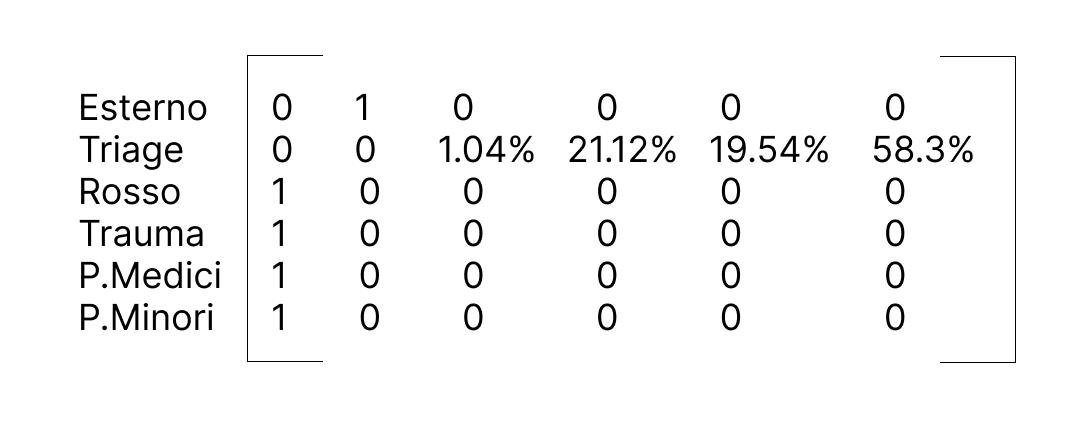 Esterno 0 1 0 0 0 0
Triage 0 0 1.04% 21.12% 19.54% 58.3%
Rosso 1 0 0 0 0 0
Trauma 1 0 0 0 0 0
P.Medici 1 0 0 0 0 0
P.Minori 1 0 0 0 0 0